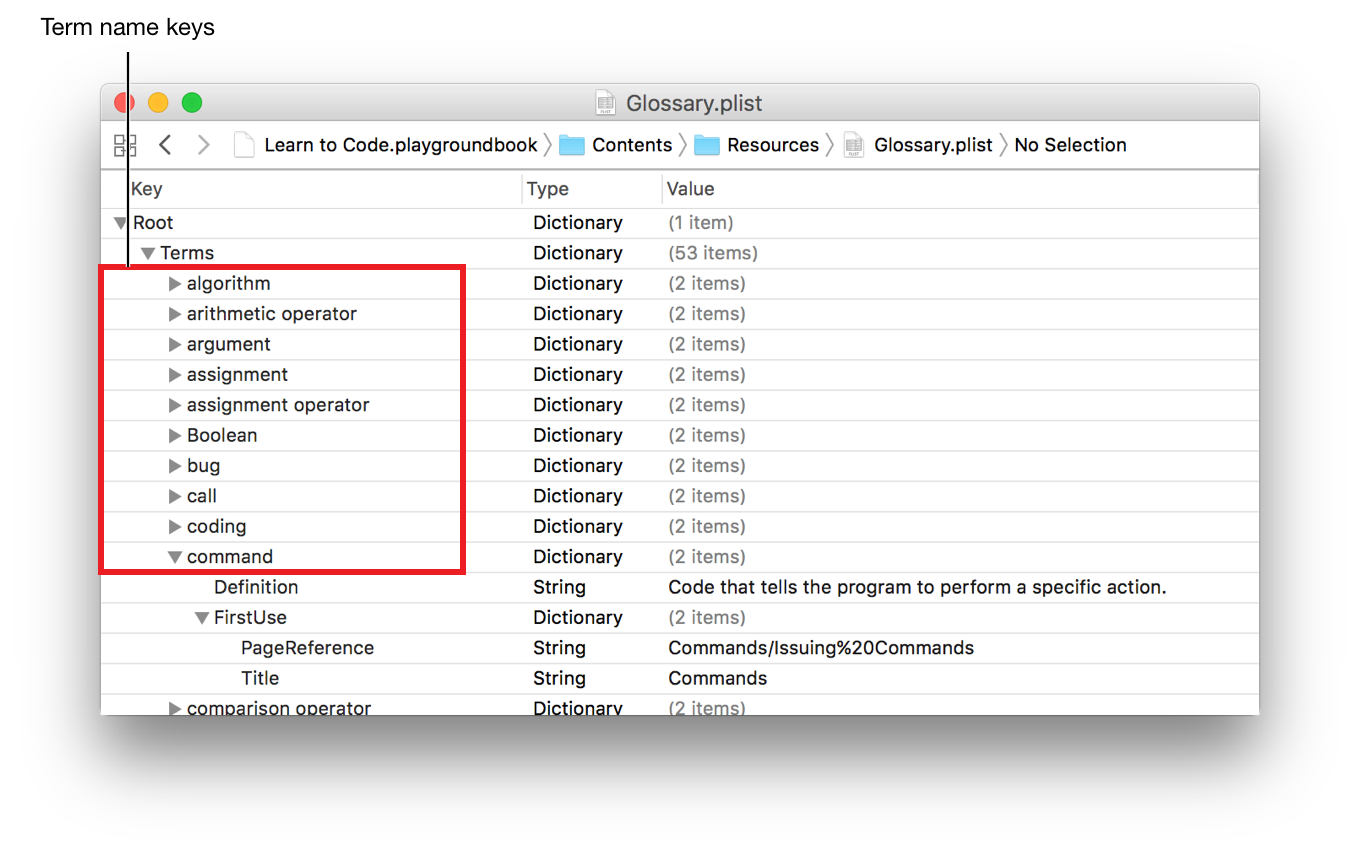 Term name keys
Glossary.plist
Learn to Code.playgroundbook Contents Resources Glossary.plist No Selection
Key Type Value
Root Dictionary (1 item)
Terms Dictionary (53 items)
algorithm Dictionary (2 items)
arithmetic operator Dictionary (2 items)
argument Dictionary (2 items)
assignment Dictionary (2 items)
assignment operator Dictionary (2 items)
Boolean Dictionary (2 items)
bug Dictionary (2 items)
call Dictionary (2 items)
coding Dictionary (2 items)
command Dictionary (2 items)
Definition String Code that tells the program to perform a specific action.
FirstUse Dictionary (2 items)
PageReference String Commands/Issuing%20Commands
Title String Commands
comparison operator Dictionary (2 items)